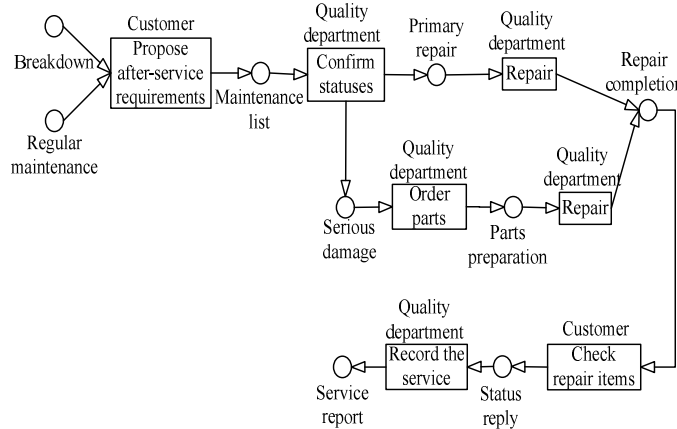 Breakdown
Regular
maintenance
Customer
Propose
after-service
requirements
Maintenance
list
Quality
department
Confirm
statuses
Primary
repair
Quality department
Repair
Repair
completion
Serious
damage
Quality
department
Order
parts
Parts
preparation
Quality
department
Repair
Customer
Check
repair items
Status
reply
Quality
department
Record the
service
Service
report